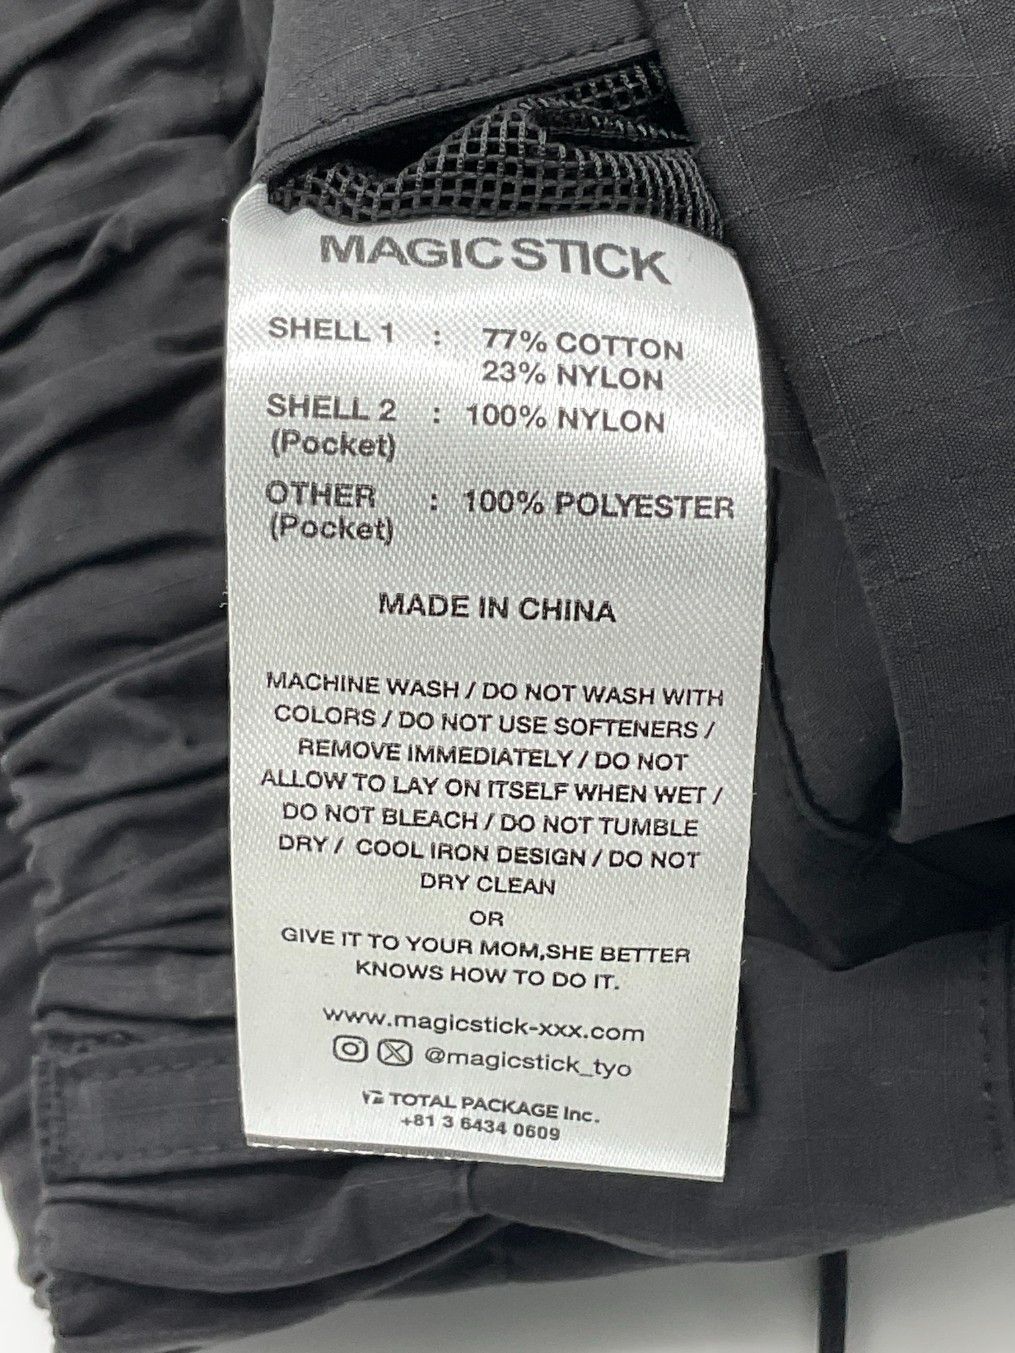 MAGIC STICK
SHELL 1 : 77% COTTON
23% NYLON
SHELL 2 : 100% NYLON
(Pocket)
OTHER : 100% POLYESTER
(Pocket)
MADE IN CHINA
MACHINE WASH / DO NOT WASH WITH
COLORS / DO NOT USE SOFTENERS /
REMOVE IMMEDIATELY / DO NOT
ALLOW TO LAY ON ITSELF WHEN WET /
DO NOT BLEACH / DO NOT TUMBLE
DRY / COOL IRON DESIGN / DO NOT
DRY CLEAN
OR
GIVE IT TO YOUR MOM,SHE BETTER
KNOWS HOW TO DO IT.
www.magicstick-xxx.com
@magicstick_tyo
TOTAL PACKAGE Inc.
+81 3 6434 0609